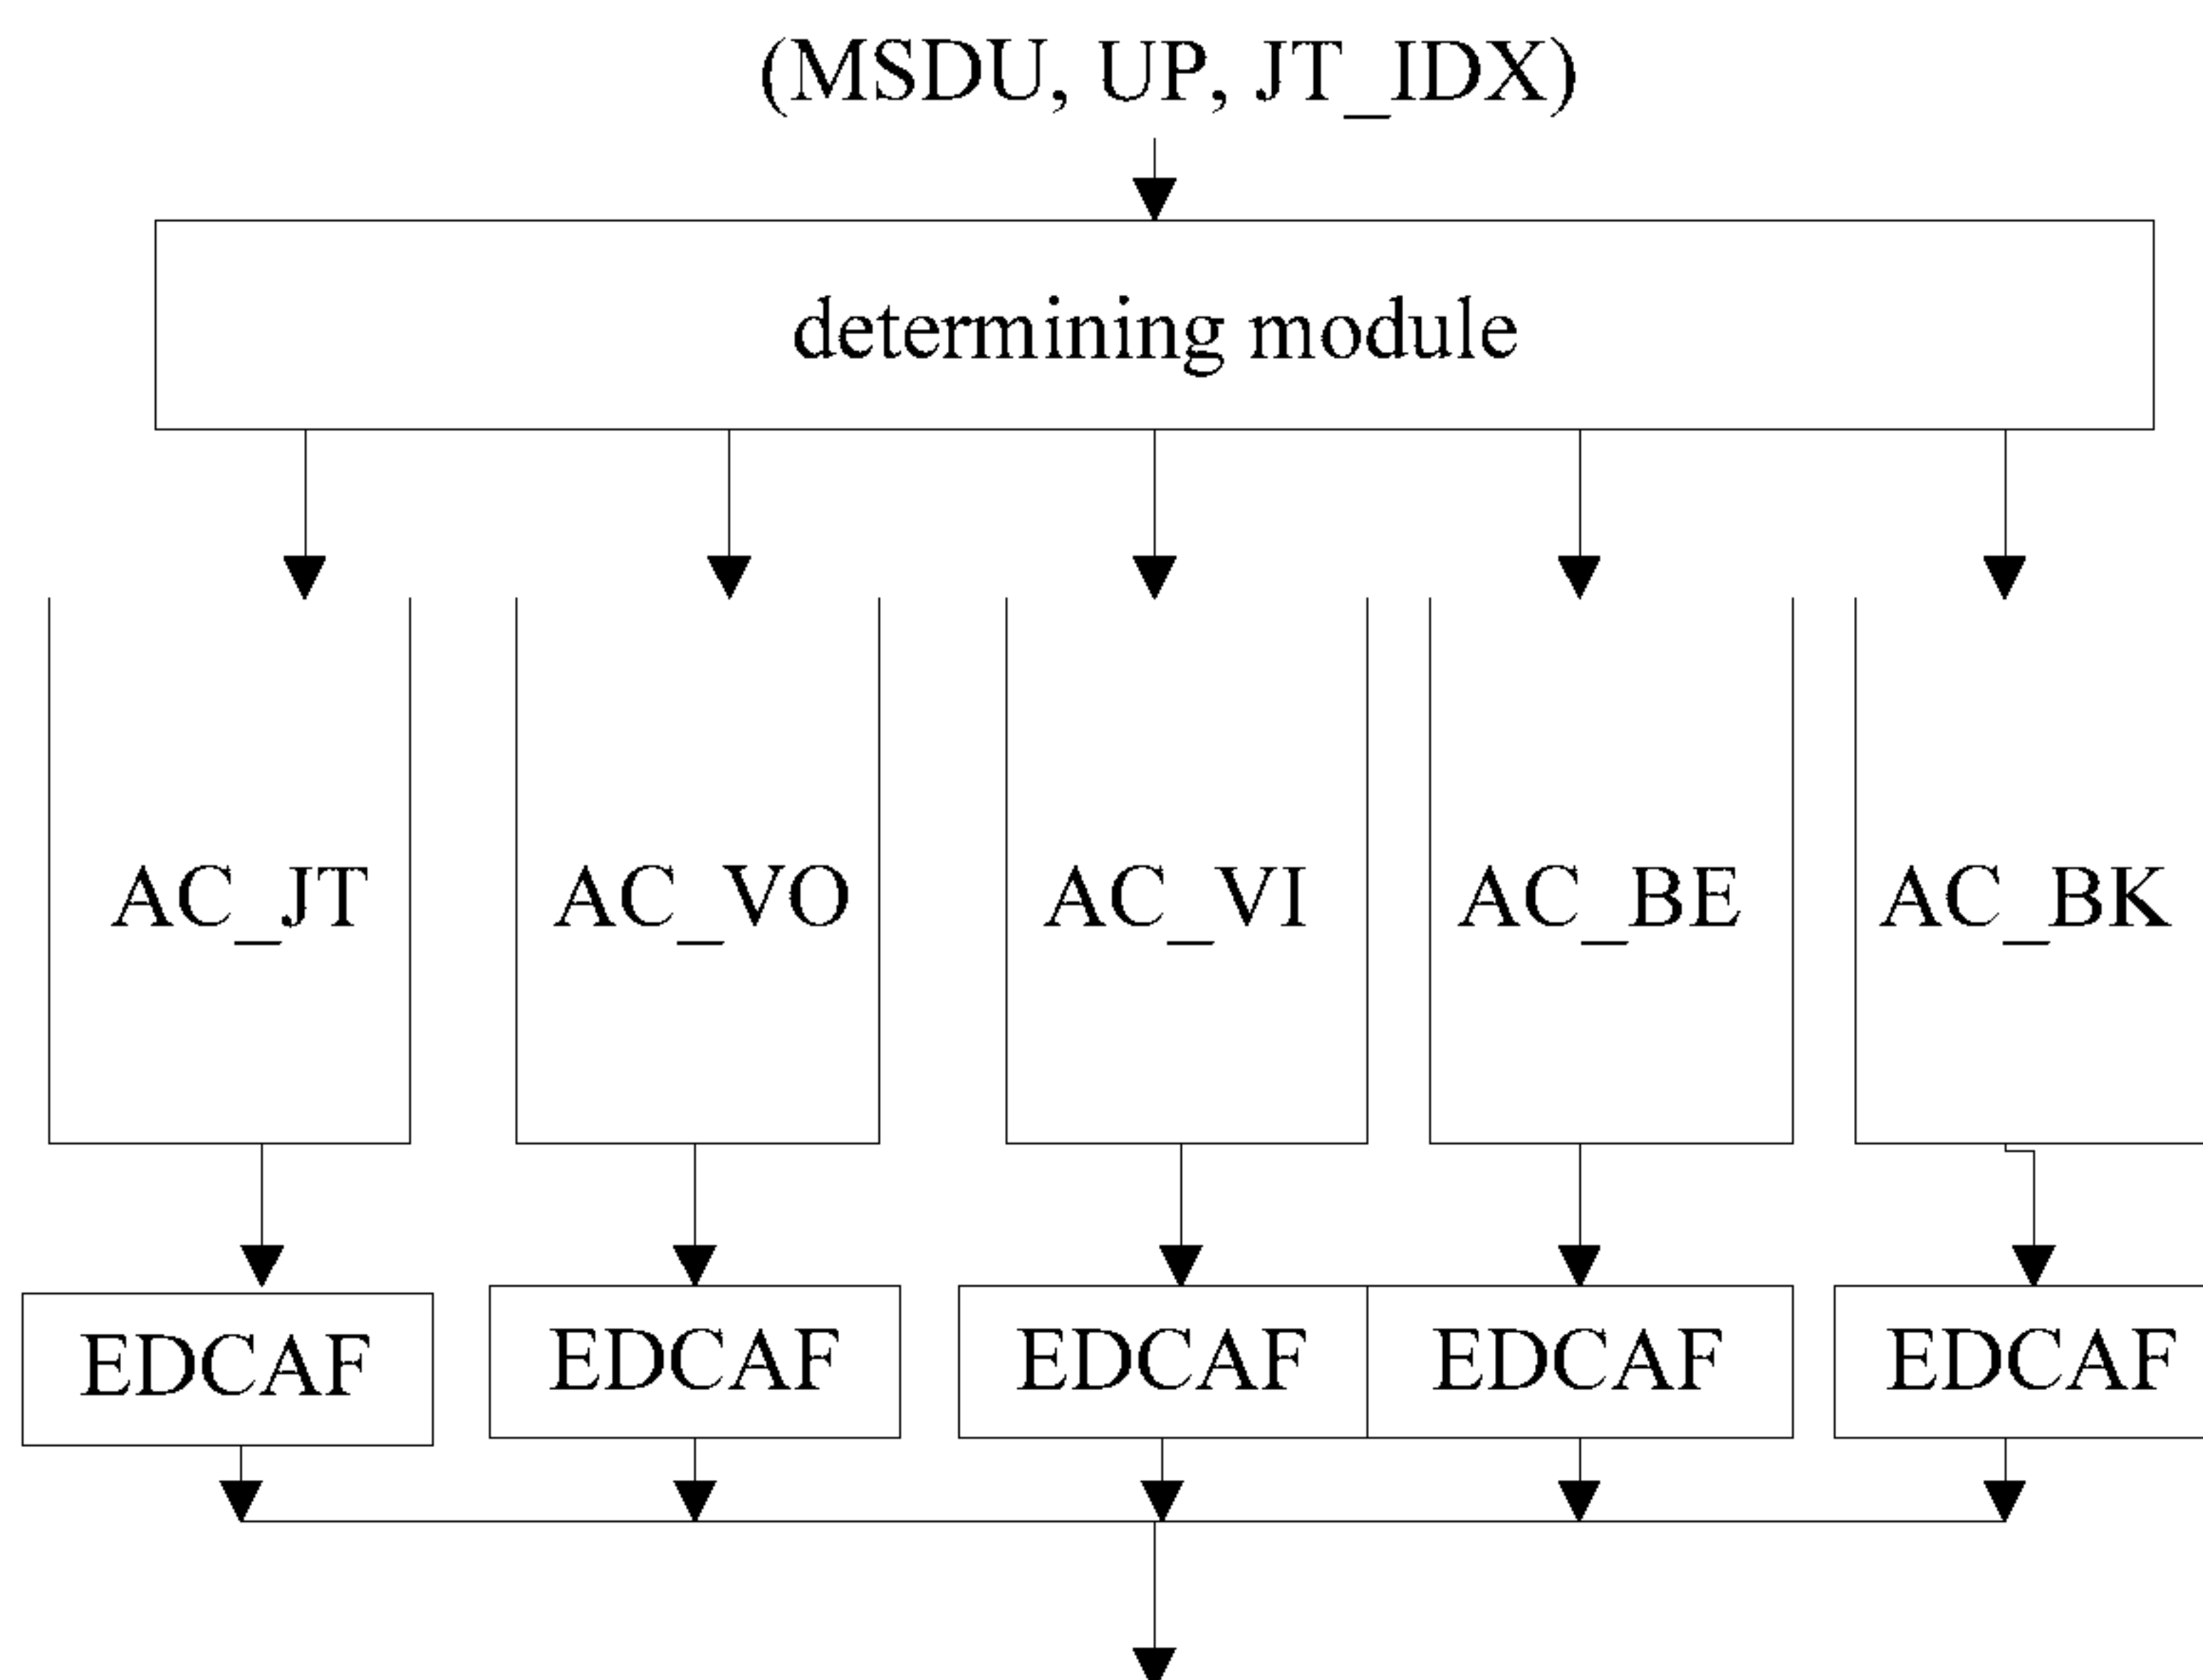 (MSDU, UP, JT_IDX)
determining module
AC_JT AC_VO AC_VI AC_BE AC_BK
EDCAF EDCAF EDCAF EDCAF EDCAF